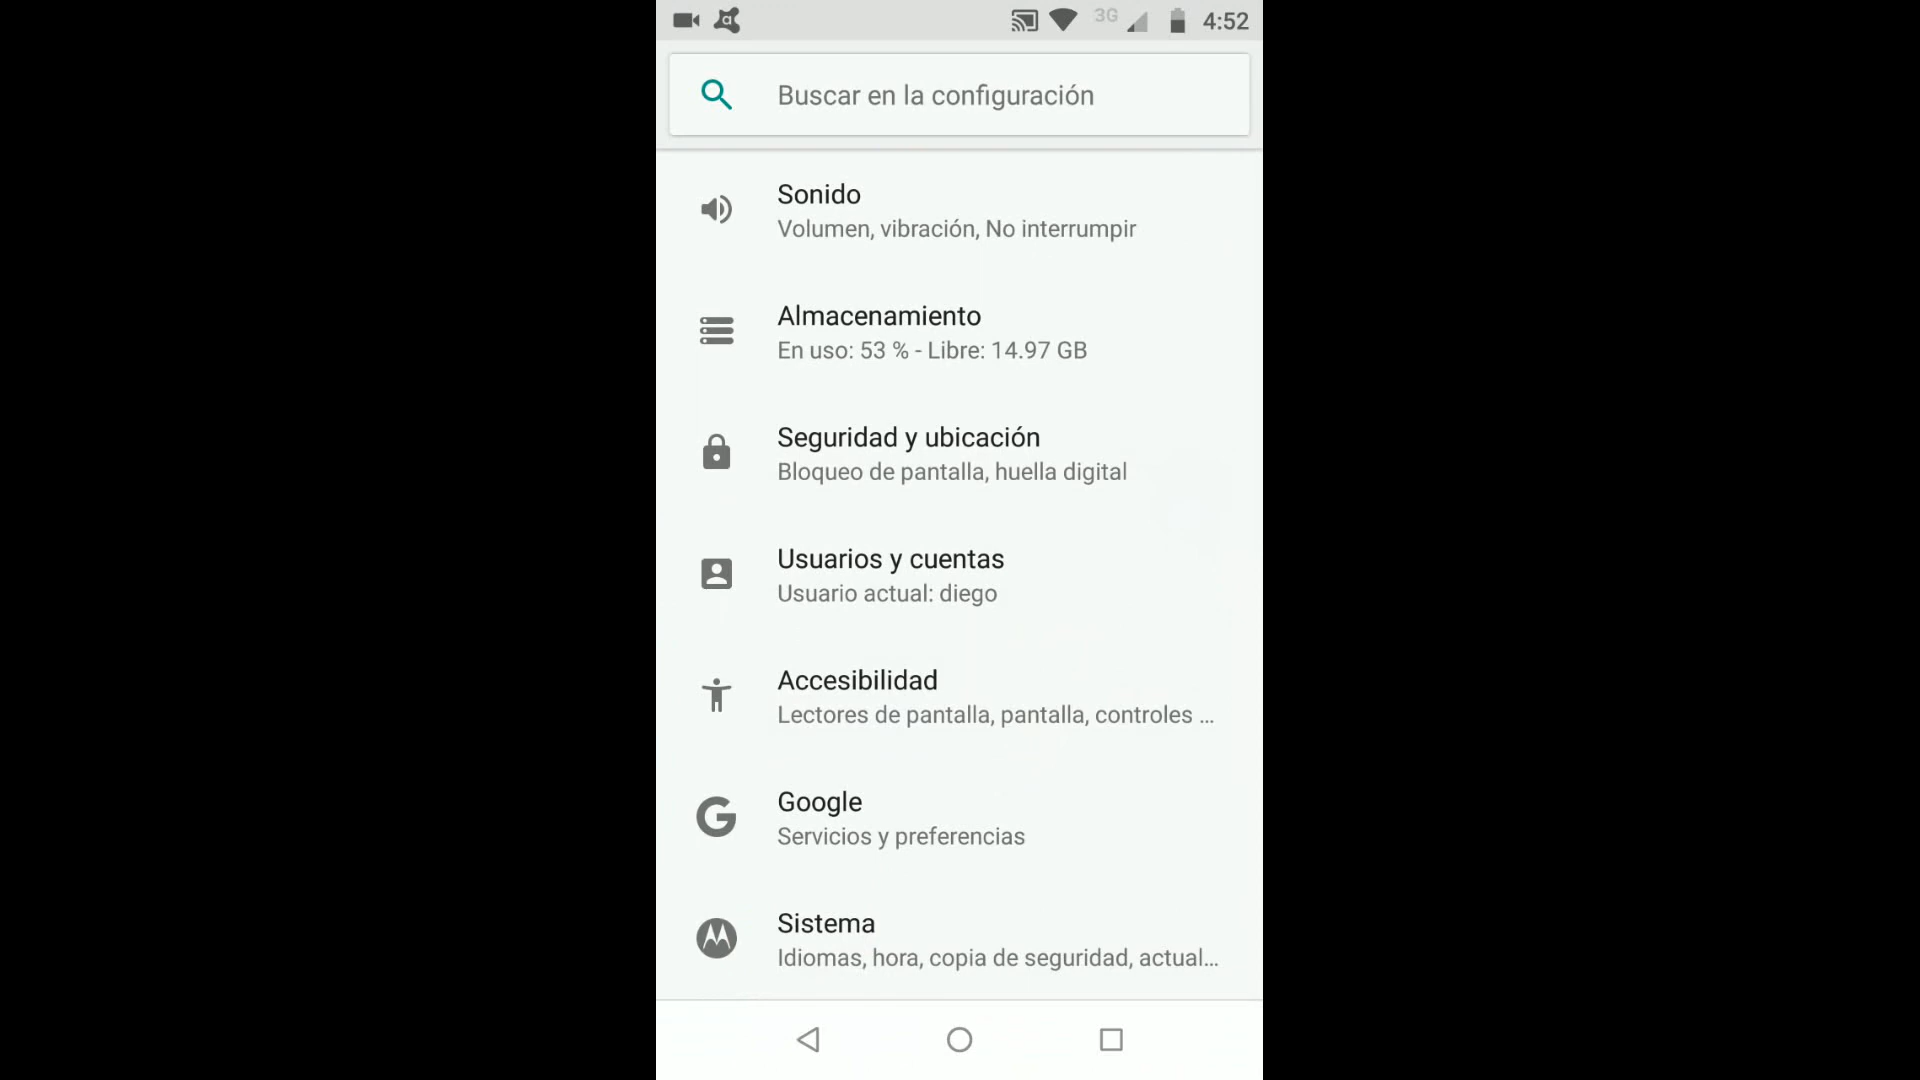 3G 4:52
Buscar en la configuración
Sonido
Volumen, vibración, No interrumpir
Almacenamiento
En uso: 53 % - Libre: 14.97 GB
Seguridad y ubicación
Bloqueo de pantalla, huella digital
Usuarios y cuentas
Usuario actual: diego
Accesibilidad
Lectores de pantalla, pantalla, controles ...
Google
Servicios y preferencias
Sistema
Idiomas, hora, copia de seguridad, actual...